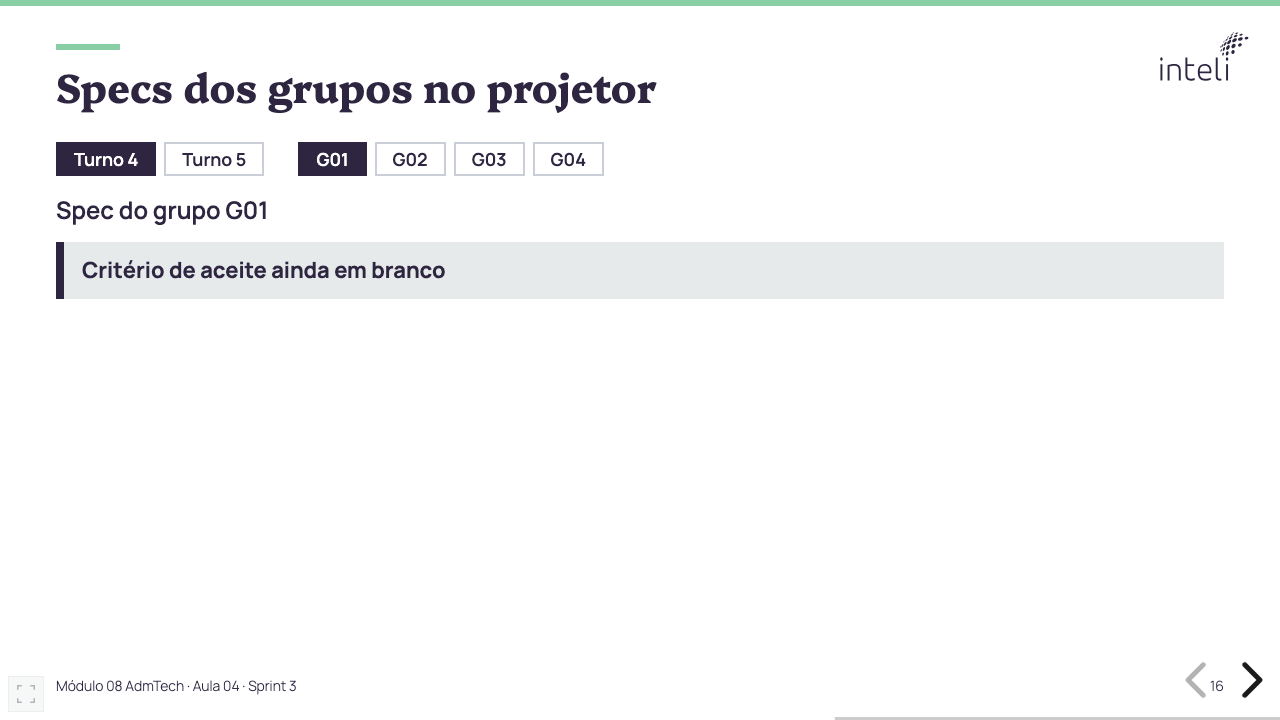 inteli
Specs dos grupos no projetor
Turno 4 Turno 5 G01 G02 G03 G04
Spec do grupo G01
Critério de aceite ainda em branco
Módulo 08 AdmTech · Aula 04 · Sprint 3
16